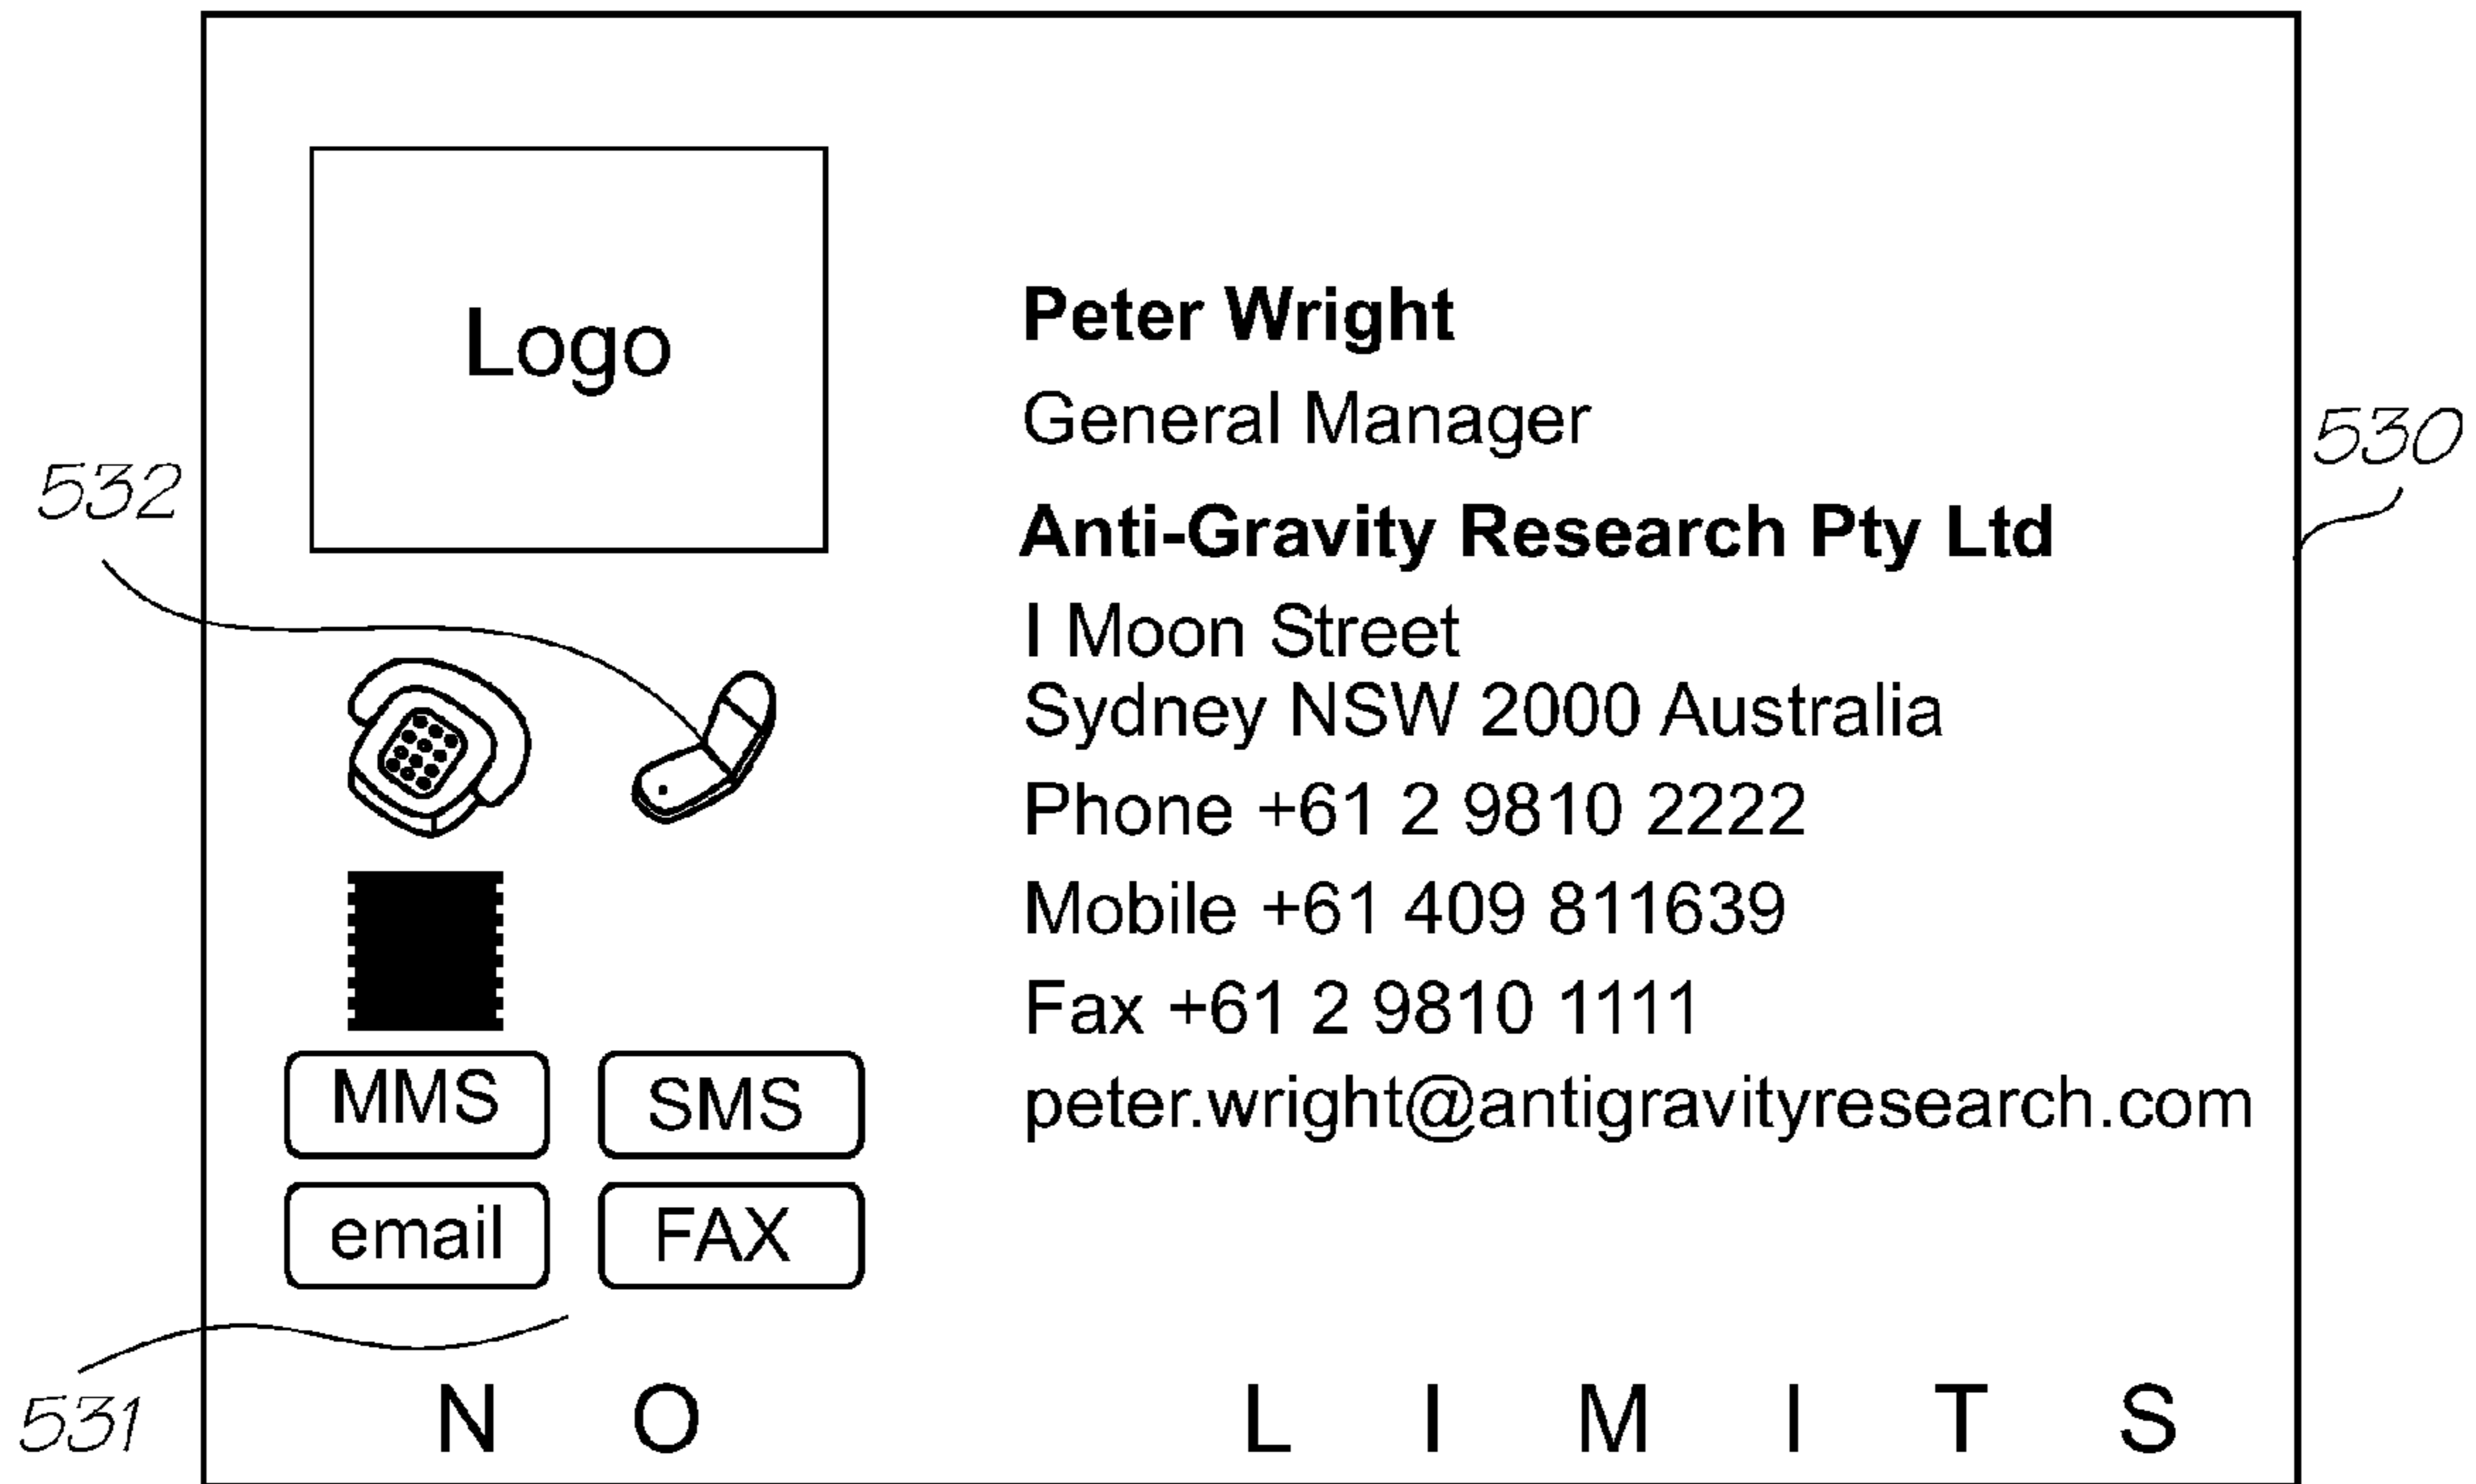 Logo
Peter Wright
General Manager
Anti-Gravity Research Pty Ltd
I Moon Street
Sydney NSW 2000 Australia
Phone +61 2 9810 2222
Mobile +61 409 811639
Fax +61 2 9810 1111
peter.wright@antigravityresearch.com
532
530
MMS SMS
email FAX
531
NO LIMITS